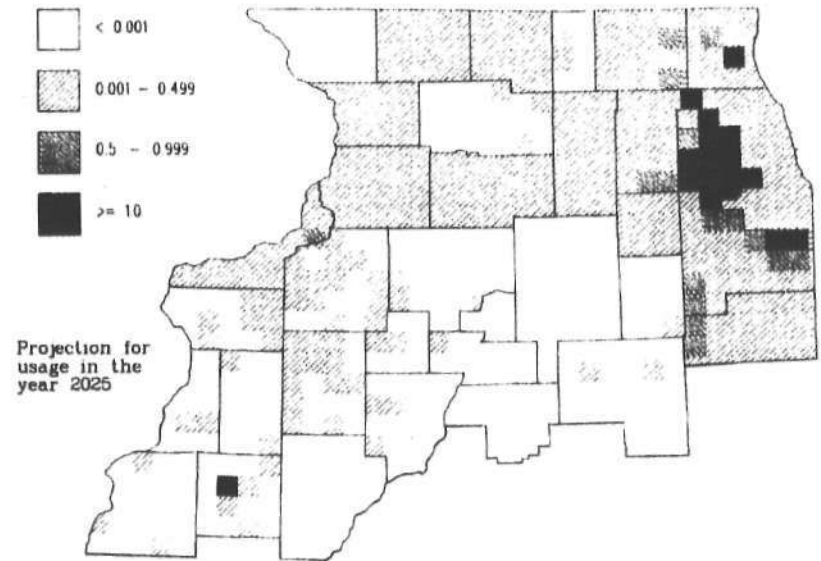 < 0.001
0.001 - 0.499
0.5 - 0.999
>= 10
Projection for
usage in the
year 2025